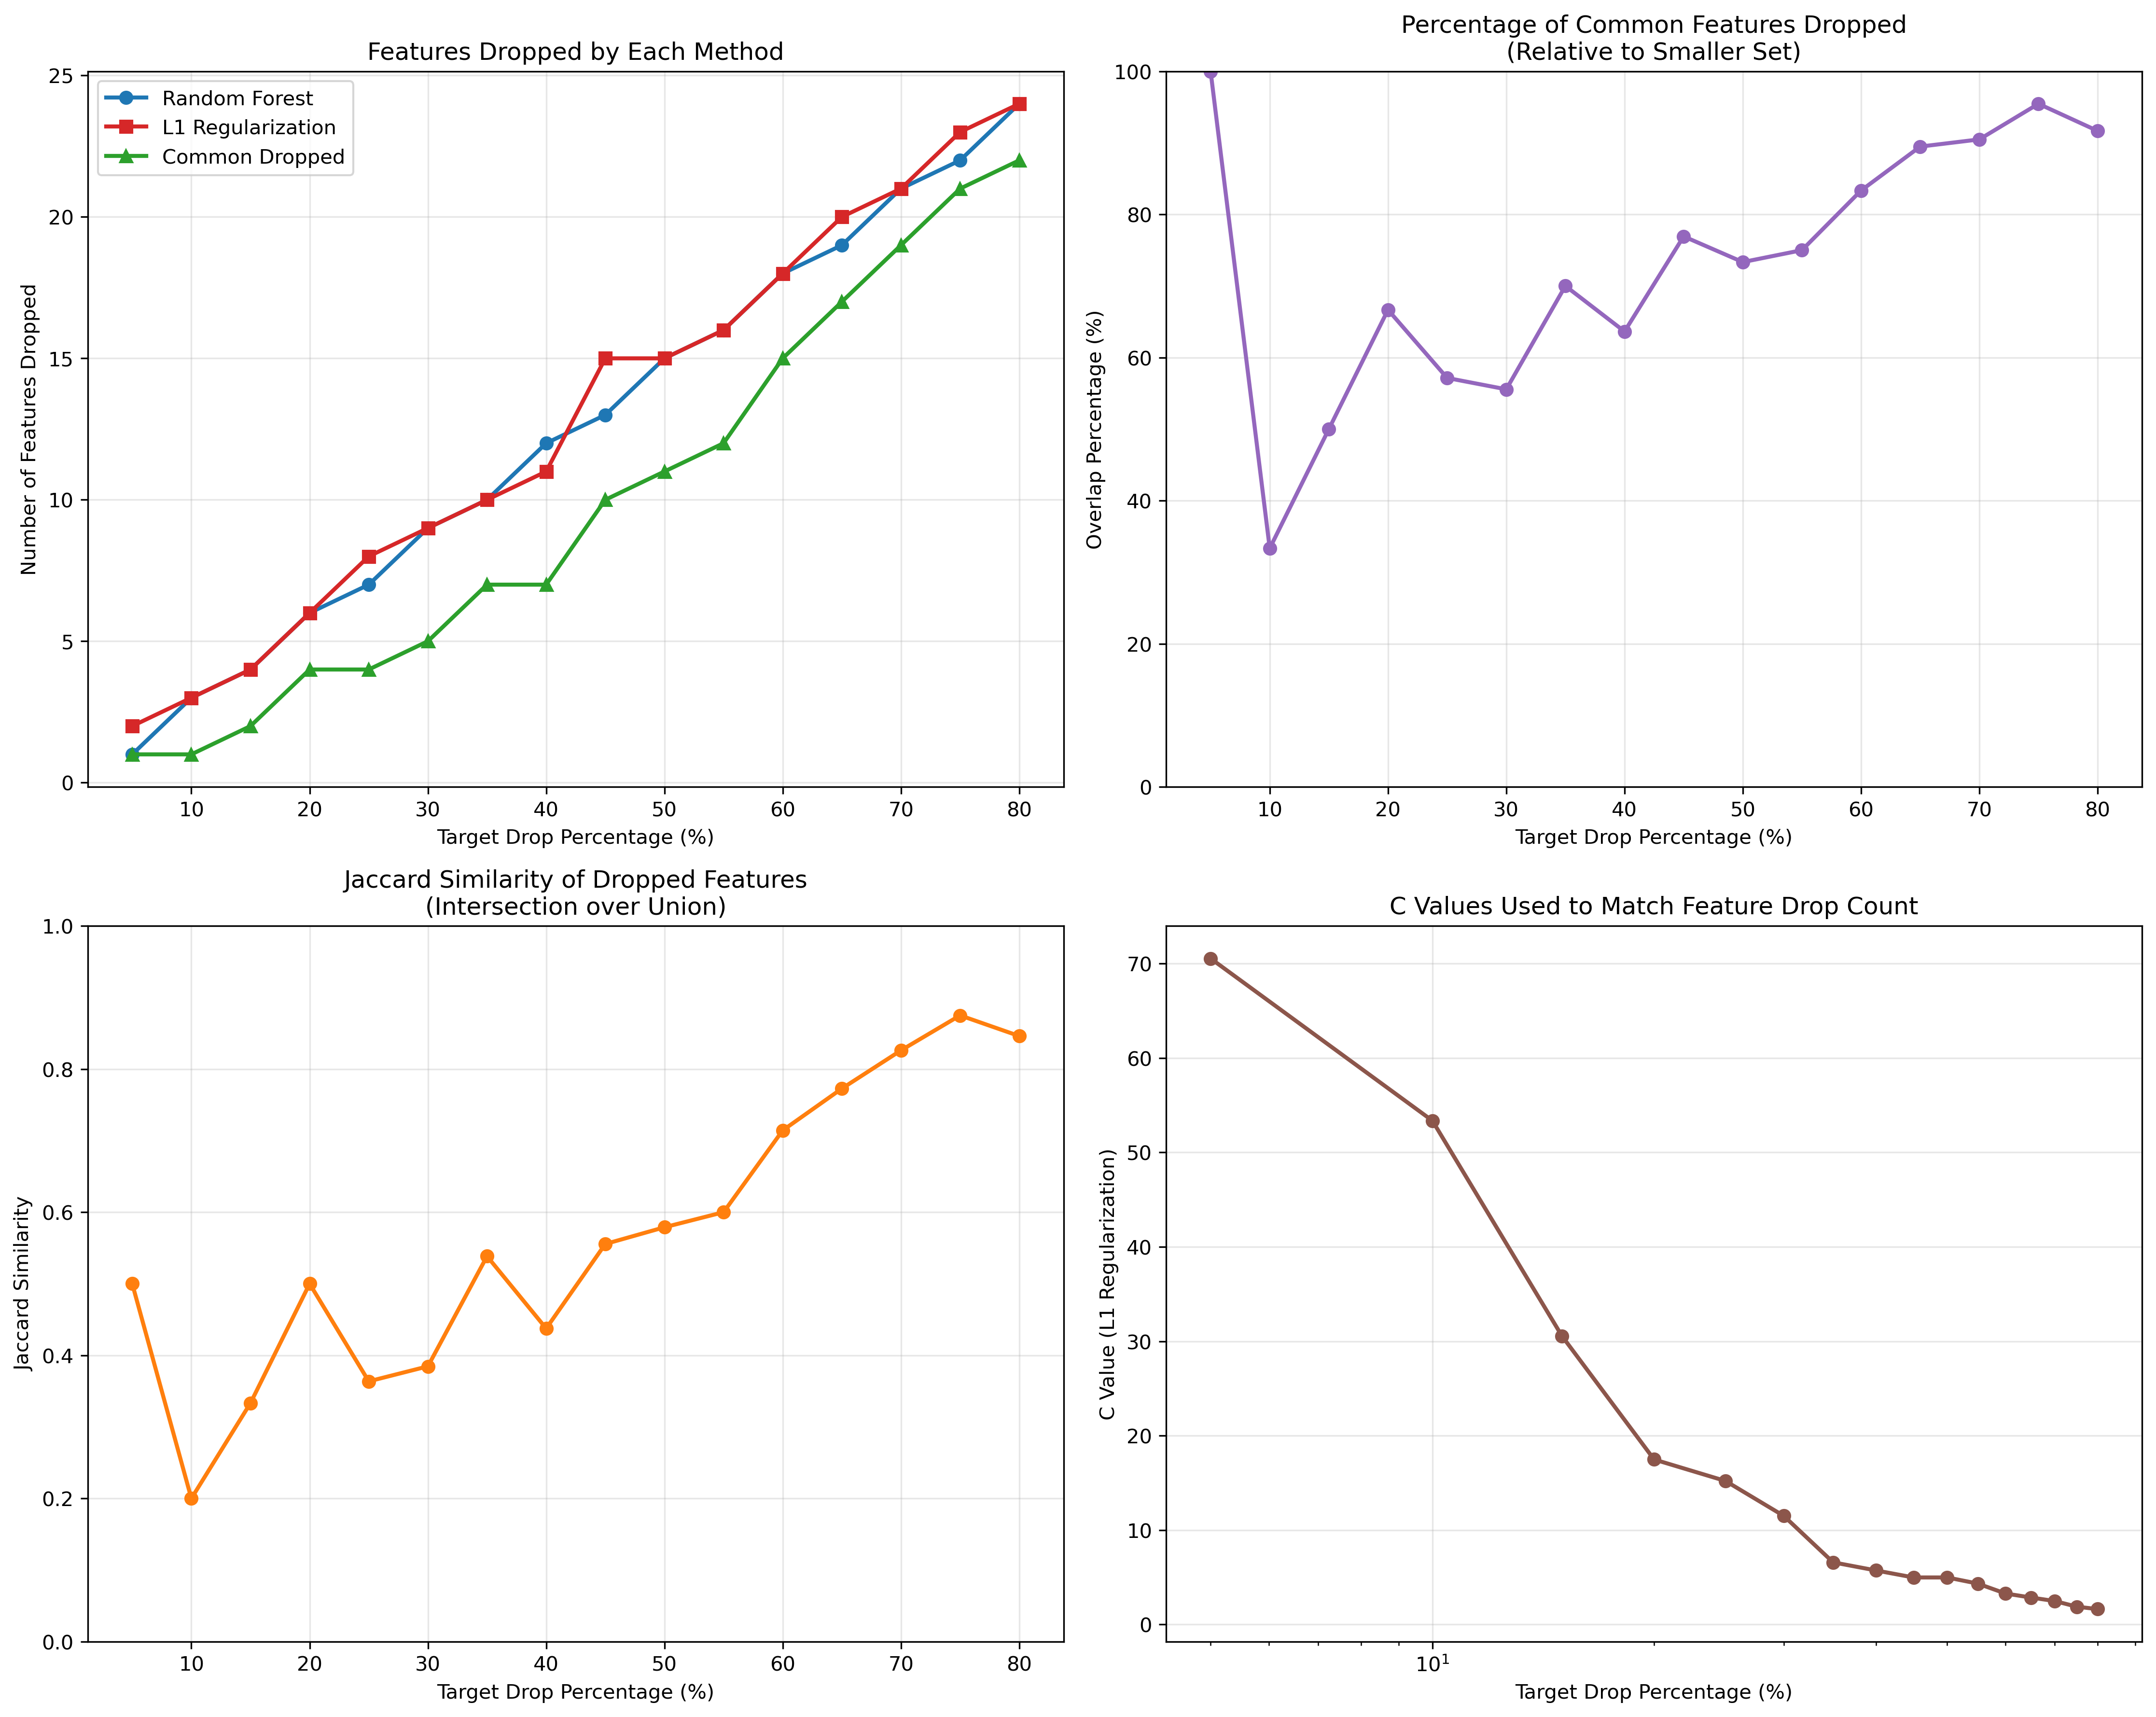 Features Dropped by Each Method
25
20
15
10
5
0
Number of Features Dropped
Random Forest
L1 Regularization
Common Dropped
10 20 30 40 50 60 70 80
Target Drop Percentage (%)
Percentage of Common Features Dropped
(Relative to Smaller Set)
100
80
60
40
20
0
Overlap Percentage (%)
10 20 30 40 50 60 70 80
Target Drop Percentage (%)
Jaccard Similarity of Dropped Features
(Intersection over Union)
1.0
0.8
0.6
0.4
0.2
0.0
Jaccard Similarity
10 20 30 40 50 60 70 80
Target Drop Percentage (%)
C Values Used to Match Feature Drop Count
70
60
50
40
30
20
10
0
C Value (L1 Regularization)
10¹
Target Drop Percentage (%)